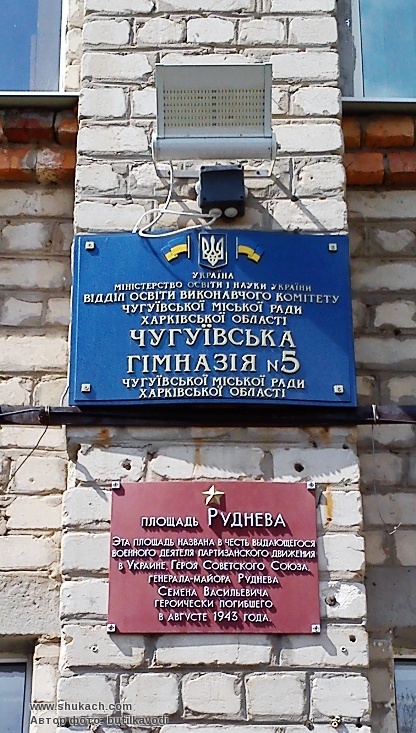 УКРАЇНА
МІНІСТЕРСТВО ОСВІТИ І НАУКИ УКРАЇНИ
ВІДДІЛ ОСВІТИ ВИКОНАВЧОГО КОМІТЕТУ
ЧУГУЇВСЬКОЇ МІСЬКОЇ РАДИ
ХАРКІВСЬКОЇ ОБЛАСТІ
ЧУГУЇВСЬКА
ГІМНАЗІЯ №5
ЧУГУЇВСЬКОЇ МІСЬКОЇ РАДИ
ХАРКІВСЬКОЇ ОБЛАСТІ
ПЛОЩАДЬ РУДНЕВА
ЭТА ПЛОЩАДЬ НАЗВАНА В ЧЕСТЬ ВЫДАЮЩЕГОСЯ
ВОЕННОГО ДЕЯТЕЛЯ ПАРТИЗАНСКОГО ДВИЖЕНИЯ
В УКРАИНЕ, ГЕРОЯ СОВЕТСКОГО СОЮЗА,
ГЕНЕРАЛА-МАЙОРА РУДНЕВА
СЕМЕНА ВАСИЛЬЕВИЧА
ГЕРОИЧЕСКИ ПОГИБШЕГО
В АВГУСТЕ 1943 ГОДА.
www.shukach.com
Автор фото: butilkavodi